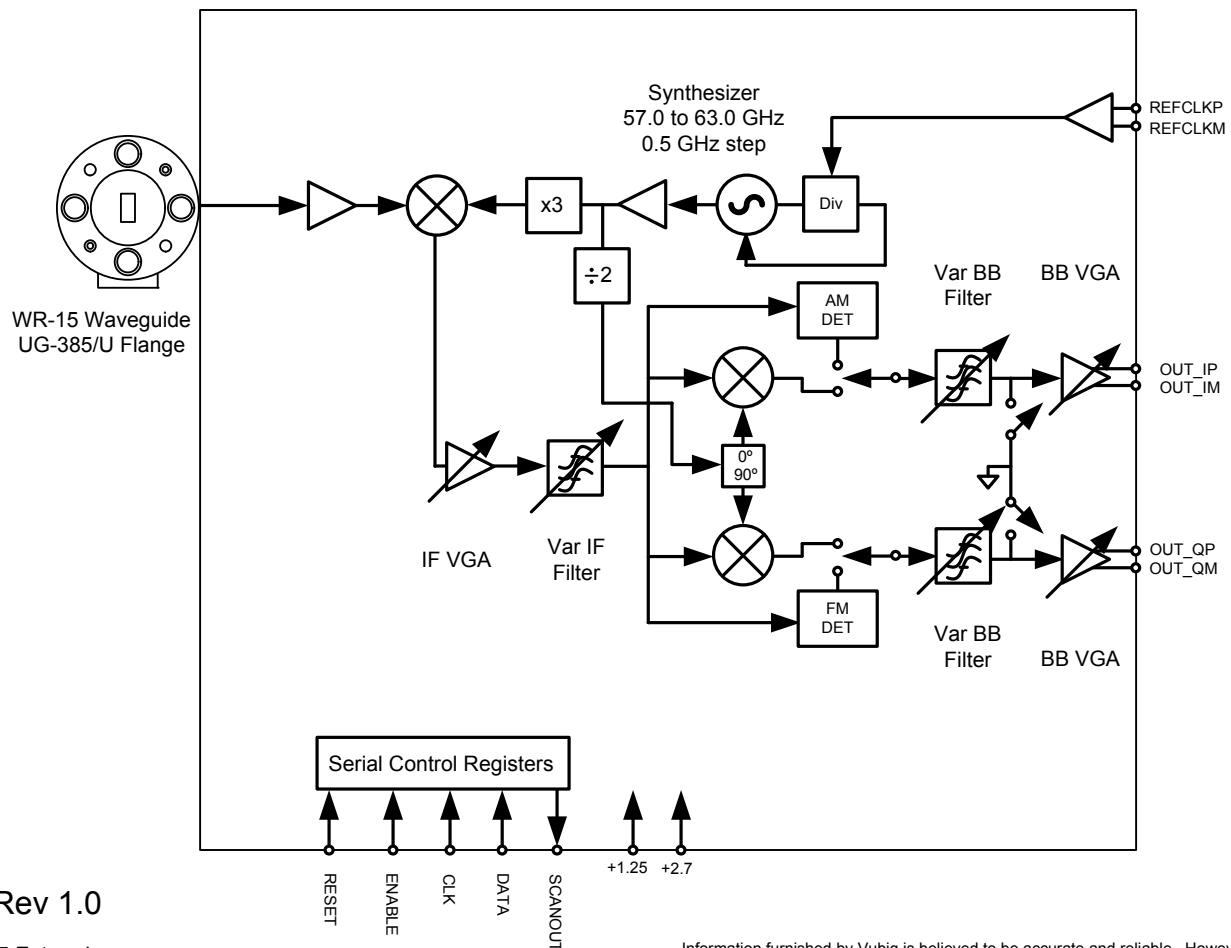 Synthesizer
57.0 to 63.0 GHz
0.5 GHz step
REFCLKP
REFCLKM
x3
Div
÷2
WR-15 Waveguide
UG-385/U Flange
AM
DET
Var BB
Filter
BB VGA
OUT_IP
OUT_IM
0º
90º
IF VGA
Var IF
Filter
OUT_QP
OUT_QM
FM
DET
Var BB
Filter
BB VGA
Serial Control Registers
RESET
ENABLE
CLK
DATA
SCANOUT
+1.25
+2.7
Rev 1.0
Information furnished by Vubiq is believed to be accurate and reliable. Howev